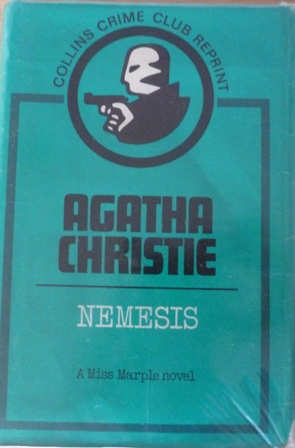 COLLINS CRIME CLUB REPRINT
AGATHA
CHRISTIE
NEMESIS
A Miss Marple novel